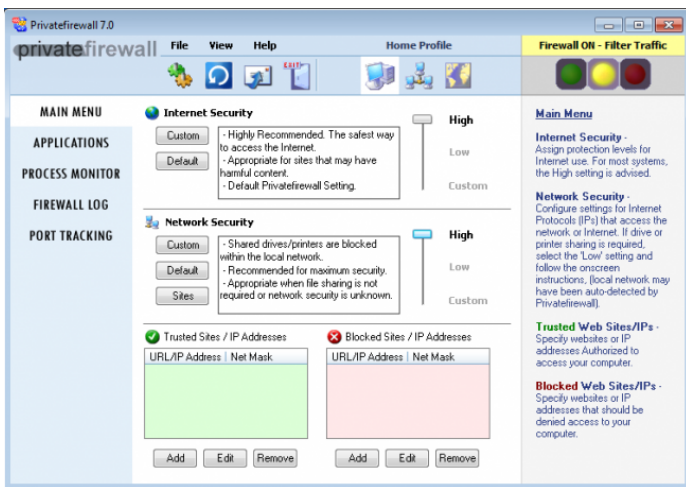 Privatefirewall 7.0
privatefirewall
File View Help
Home Profile
Firewall ON - Filter Traffic
EXIT
MAIN MENU
APPLICATIONS
PROCESS MONITOR
FIREWALL LOG
PORT TRACKING
Internet Security
Custom
Default
- Highly Recommended. The safest way
to access the Internet.
- Appropriate for sites that may have
harmful content.
- Default Privatefirewall Setting.
High
Low
Custom
Network Security
Custom
Default
Sites
- Shared drives/printers are blocked
within the local network.
- Recommended for maximum security.
- Appropriate when file sharing is not
required or network security is unknown.
High
Low
Custom
Trusted Sites / IP Addresses
URL/IP Address Net Mask
Add Edit Remove
Blocked Sites / IP Addresses
URL/IP Address Net Mask
Add Edit Remove
Main Menu
Internet Security -
Assign protection levels for
Internet use. For most systems,
the High setting is advised.
Network Security -
Configure settings for Internet
Protocols (IPs) that access the
network or Internet. If drive or
printer sharing is required,
select the 'Low' setting and
follow the onscreen
instructions, (local network may
have been auto-detected by
Privatefirewall).
Trusted Web Sites/IPs -
Specify websites or IP
addresses Authorized to
access your computer.
Blocked Web Sites/IPs -
Specify websites or IP
addresses that should be
denied access to your
computer.